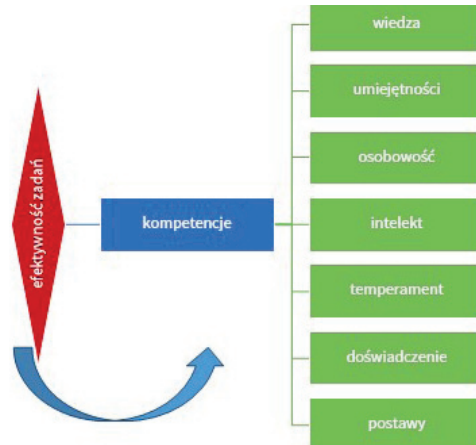 efektywność zadań
kompetencje
wiedza
umiejętności
osobowość
intelekt
temperament
doświadczenie
postawy